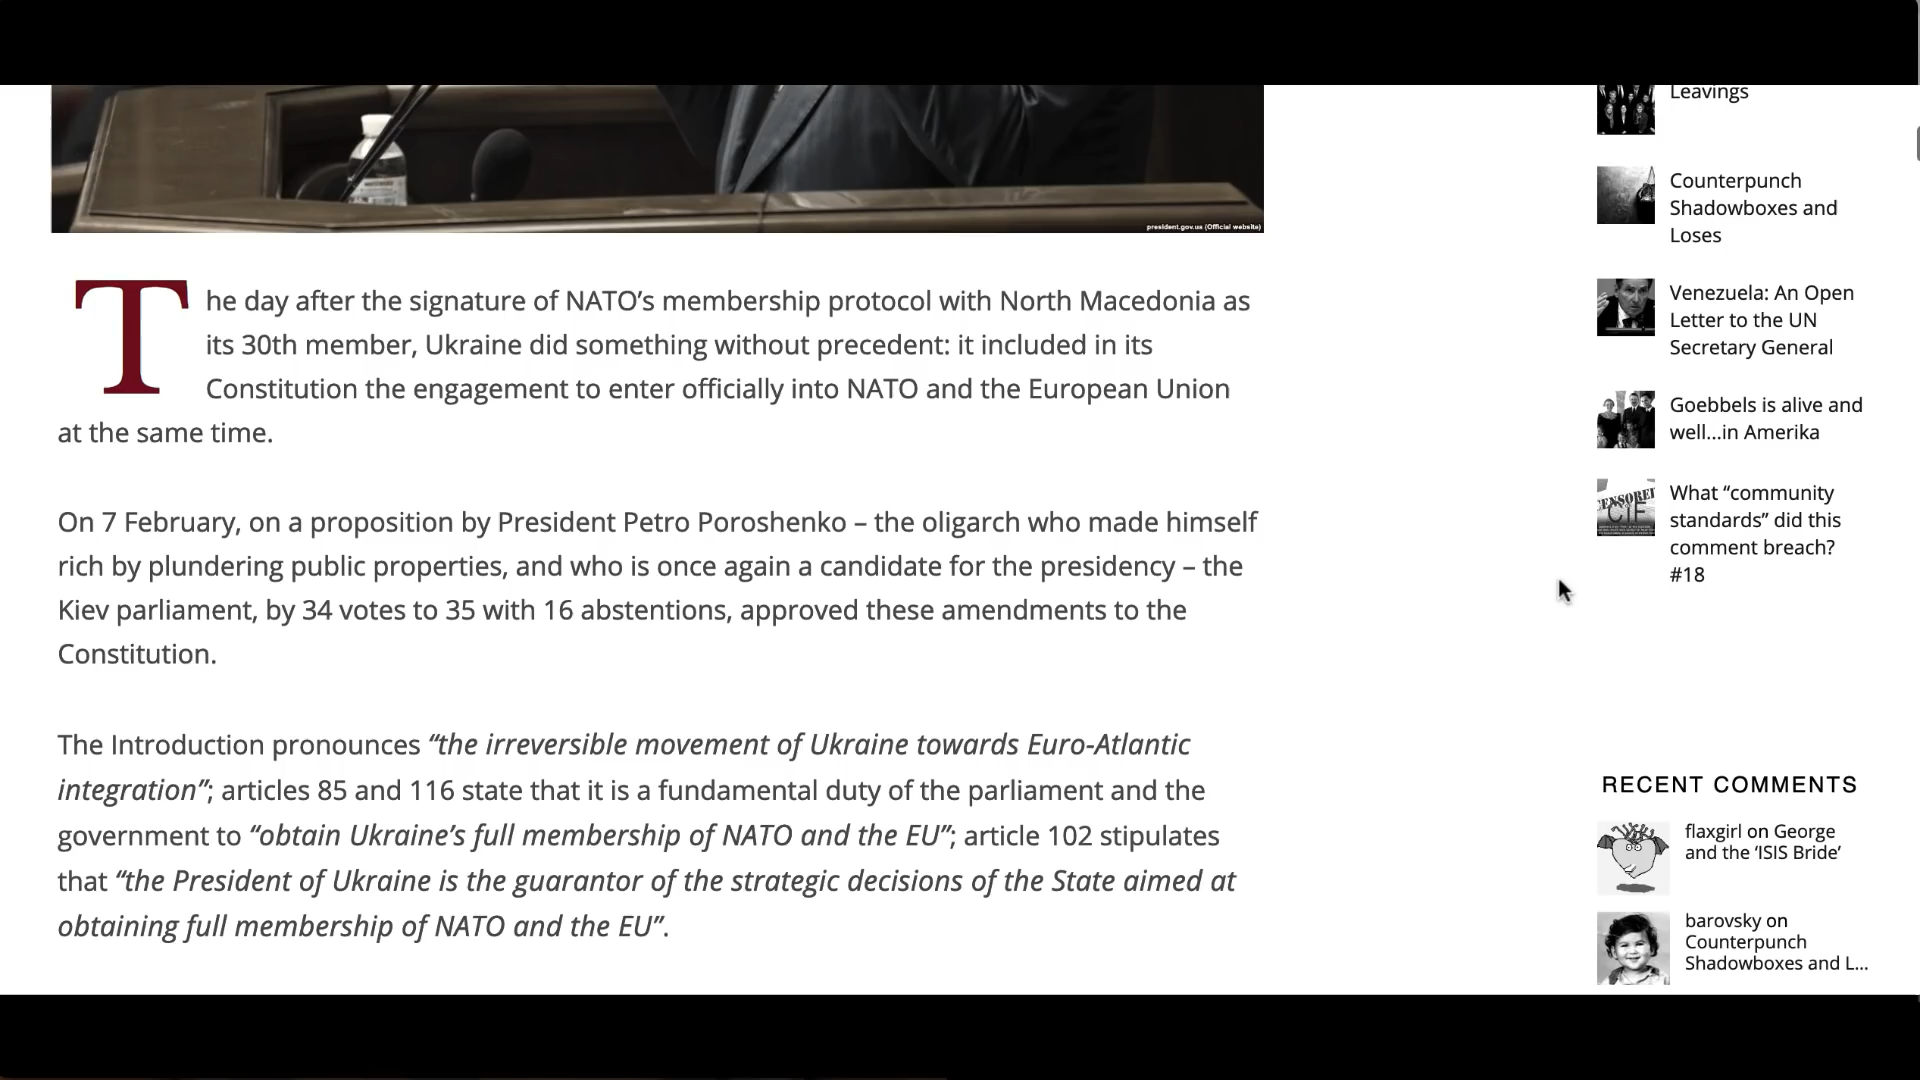 president.gov.ua (Official website)
The day after the signature of NATO’s membership protocol with North Macedonia as
its 30th member, Ukraine did something without precedent: it included in its
Constitution the engagement to enter officially into NATO and the European Union
at the same time.
On 7 February, on a proposition by President Petro Poroshenko – the oligarch who made himself
rich by plundering public properties, and who is once again a candidate for the presidency – the
Kiev parliament, by 34 votes to 35 with 16 abstentions, approved these amendments to the
Constitution.
The Introduction pronounces “the irreversible movement of Ukraine towards Euro-Atlantic
integration”; articles 85 and 116 state that it is a fundamental duty of the parliament and the
government to “obtain Ukraine’s full membership of NATO and the EU”; article 102 stipulates
that “the President of Ukraine is the guarantor of the strategic decisions of the State aimed at
obtaining full membership of NATO and the EU”.
Leavings
Counterpunch
Shadowboxes and
Loses
Venezuela: An Open
Letter to the UN
Secretary General
Goebbels is alive and
well…in Amerika
CENSORED
CIF
What “community
standards” did this
comment breach?
#18
RECENT COMMENTS
flaxgirl on George
and the ‘ISIS Bride’
barovsky on
Counterpunch
Shadowboxes and L…